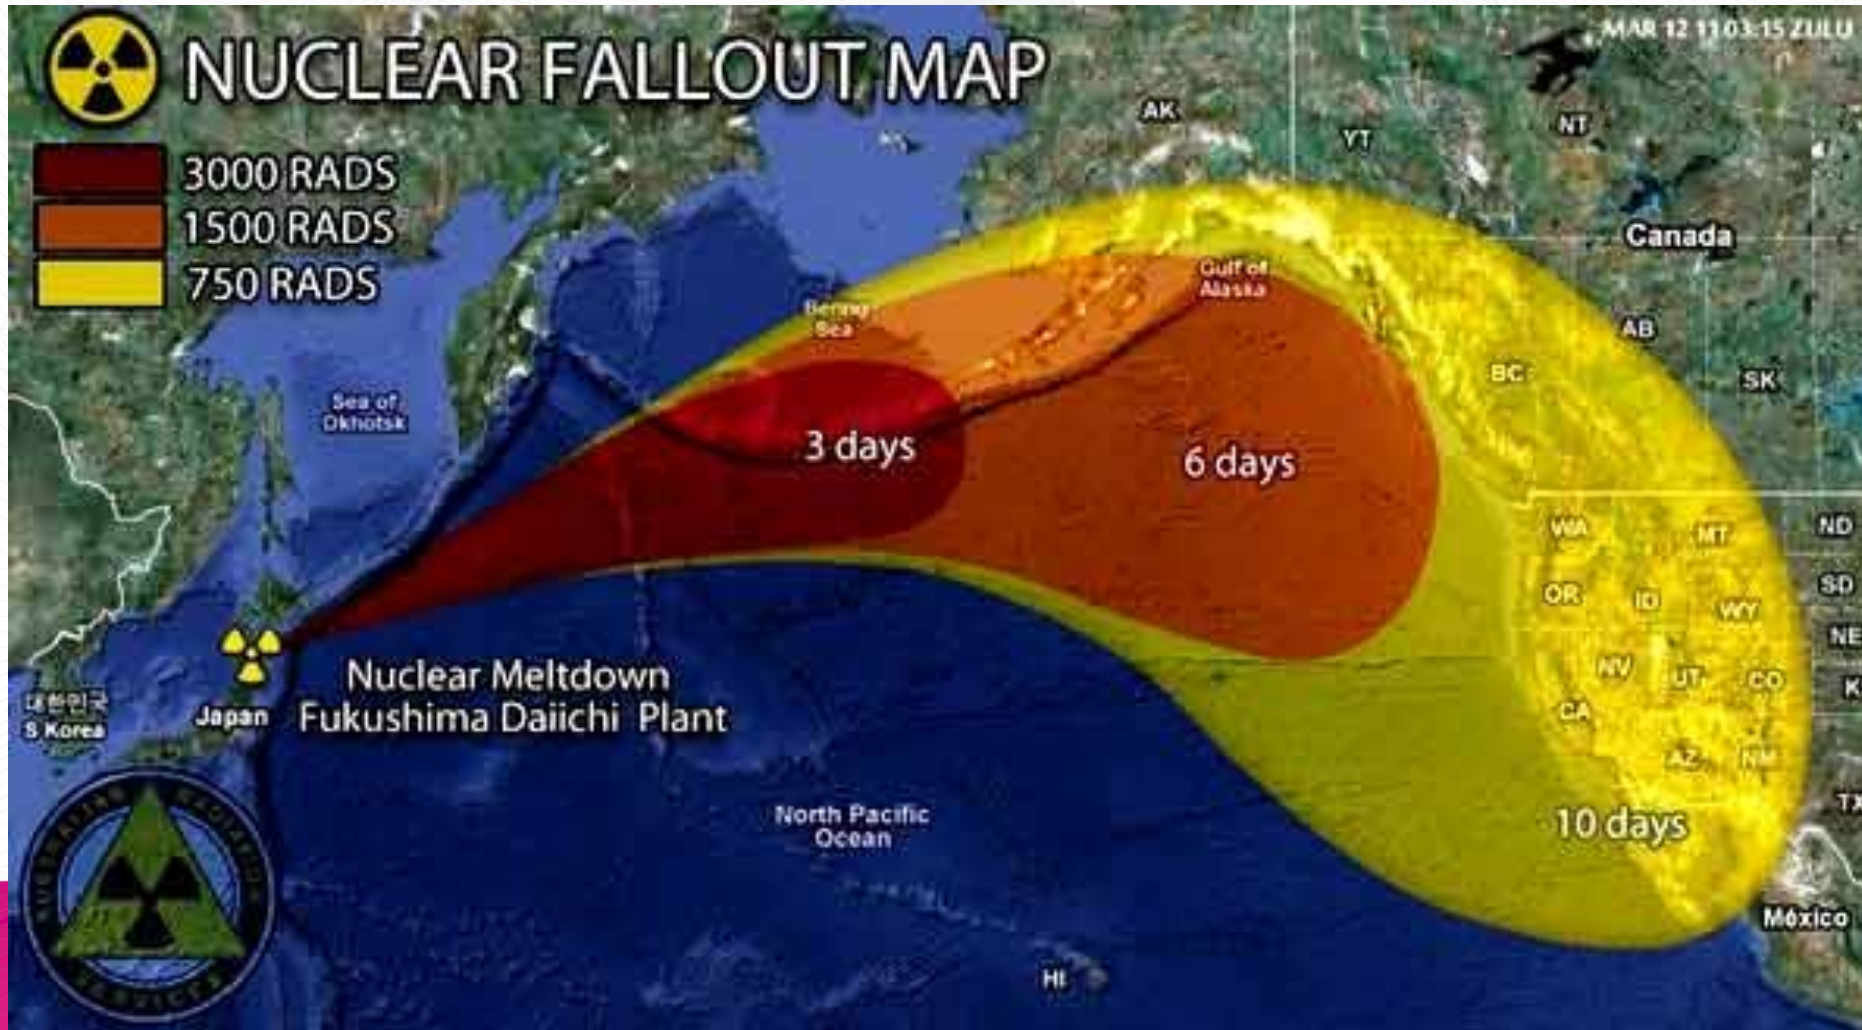 MAR 12 11 03:15 ZULU
NUCLEAR FALLOUT MAP
3000 RADS
1500 RADS
750 RADS
AK
YT
NT
Canada
Bering
Sea
Gulf of
Alaska
AB
BC
SK
Sea of
Okhotsk
3 days
6 days
WA
MT
ND
OR
ID
WY
SD
NE
NV
UT
CO
K
CA
AZ
NM
TX
대한민국
S Korea
Japan
Nuclear Meltdown
Fukushima Daiichi Plant
North Pacific
Ocean
10 days
México
HI
AUSTRALIAN RADIATION
SERVICES